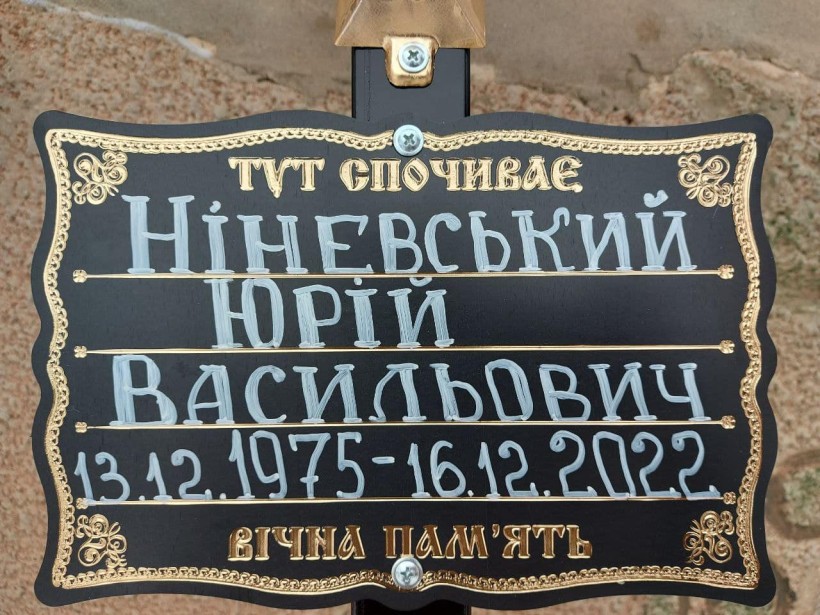 ТУТ СПОЧИВАЄ
Ніневський
Юрій
Васильович
13.12.1975-16.12.2022
ВІЧНА ПАМ'ЯТЬ